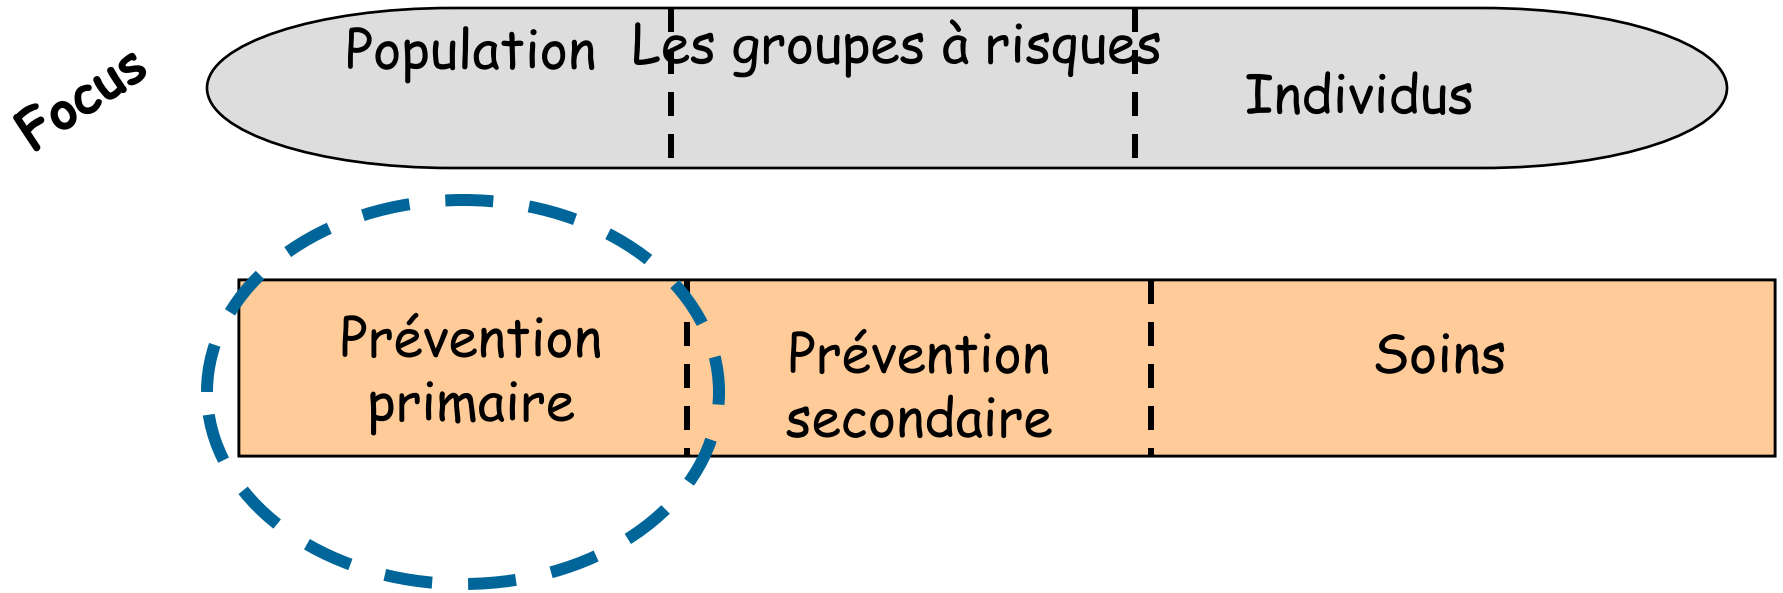 Focus
Population
Les groupes à risques
Individus
Prévention
primaire
Prévention
secondaire
Soins